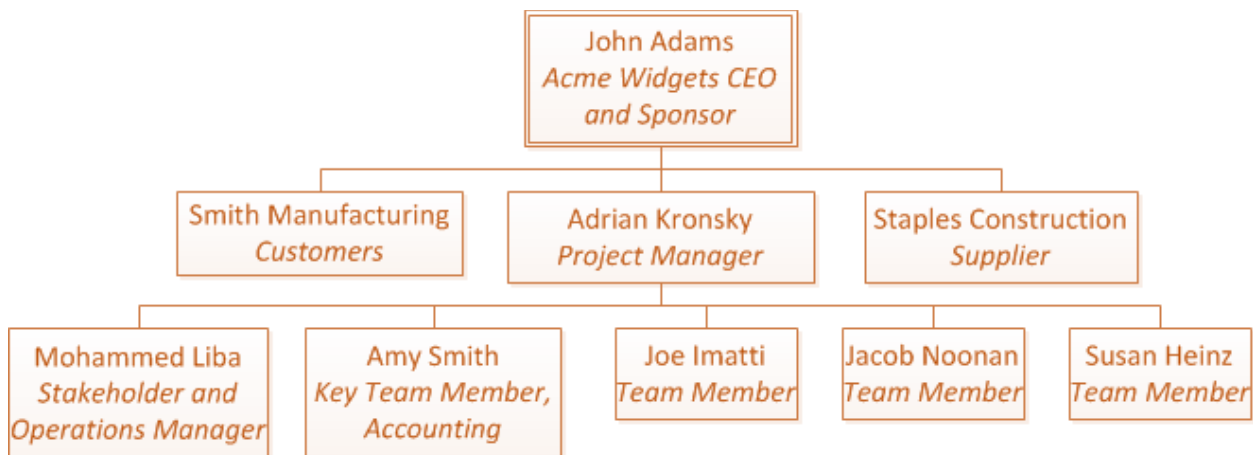 John Adams
Acme Widgets CEO
and Sponsor
Smith Manufacturing
Customers
Adrian Kronsky
Project Manager
Staples Construction
Supplier
Mohammed Liba
Stakeholder and
Operations Manager
Amy Smith
Key Team Member,
Accounting
Joe Imatti
Team Member
Jacob Noonan
Team Member
Susan Heinz
Team Member